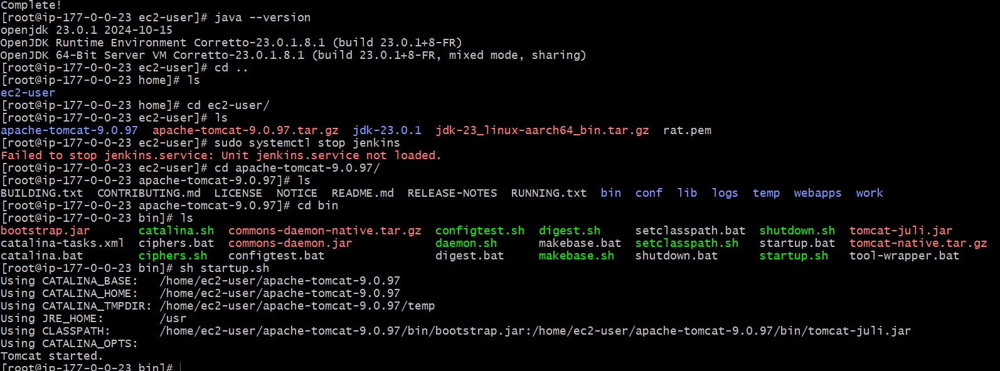 Complete!
[root@ip-177-0-0-23 ec2-user]# java --version
openjdk 23.0.1 2024-10-15
OpenJDK Runtime Environment Corretto-23.0.1.8.1 (build 23.0.1+8-FR)
OpenJDK 64-Bit Server VM Corretto-23.0.1.8.1 (build 23.0.1+8-FR, mixed mode, sharing)
[root@ip-177-0-0-23 ec2-user]# cd ..
[root@ip-177-0-0-23 home]# ls
ec2-user
[root@ip-177-0-0-23 home]# cd ec2-user/
[root@ip-177-0-0-23 ec2-user]# ls
apache-tomcat-9.0.97  apache-tomcat-9.0.97.tar.gz  jdk-23.0.1  jdk-23_linux-aarch64_bin.tar.gz  rat.pem
[root@ip-177-0-0-23 ec2-user]# sudo systemctl stop jenkins
Failed to stop jenkins.service: Unit jenkins.service not loaded.
[root@ip-177-0-0-23 ec2-user]# cd apache-tomcat-9.0.97/
[root@ip-177-0-0-23 apache-tomcat-9.0.97]# ls
BUILDING.txt  CONTRIBUTING.md  LICENSE  NOTICE  README.md  RELEASE-NOTES  RUNNING.txt  bin  conf  lib  logs  temp  webapps  work
[root@ip-177-0-0-23 apache-tomcat-9.0.97]# cd bin
[root@ip-177-0-0-23 bin]# ls
bootstrap.jar       catalina.sh  commons-daemon-native.tar.gz  configtest.sh  digest.sh    setclasspath.bat  shutdown.sh  tomcat-juli.jar
catalina-tasks.xml  ciphers.bat  commons-daemon.jar            daemon.sh      makebase.bat  setclasspath.sh   startup.bat  tomcat-native.tar.gz
catalina.bat        ciphers.sh   configtest.bat                digest.bat     makebase.sh   shutdown.bat      startup.sh   tool-wrapper.bat
[root@ip-177-0-0-23 bin]# sh startup.sh
Using CATALINA_BASE:   /home/ec2-user/apache-tomcat-9.0.97
Using CATALINA_HOME:   /home/ec2-user/apache-tomcat-9.0.97
Using CATALINA_TMPDIR: /home/ec2-user/apache-tomcat-9.0.97/temp
Using JRE_HOME:        /usr
Using CLASSPATH:       /home/ec2-user/apache-tomcat-9.0.97/bin/bootstrap.jar:/home/ec2-user/apache-tomcat-9.0.97/bin/tomcat-juli.jar
Using CATALINA_OPTS:
Tomcat started.
[root@ip-177-0-0-23 bin]#